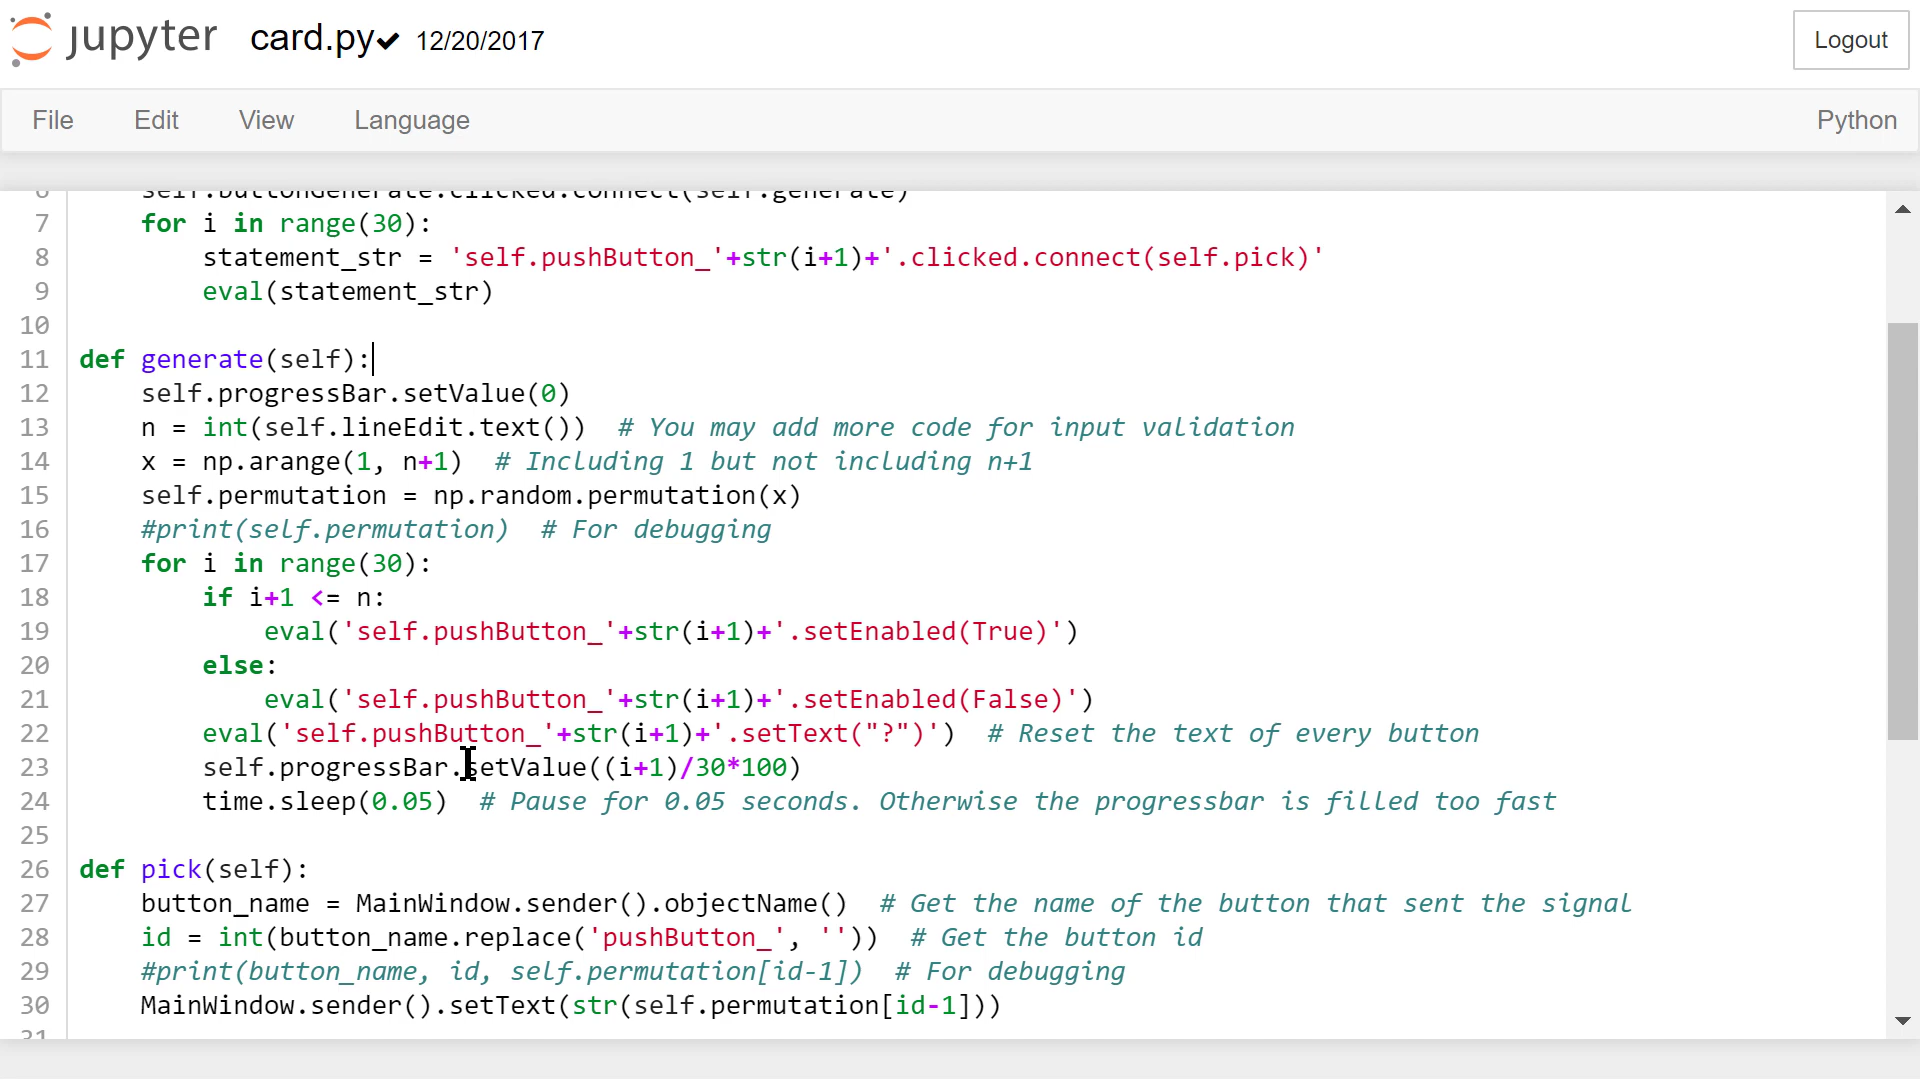 jupyter card.py✔ 12/20/2017
Logout
File Edit View Language Python
6 self.buttonGenerate.clicked.connect(self.generate)
7 for i in range(30):
8 statement_str = 'self.pushButton_'+str(i+1)+'.clicked.connect(self.pick)'
9 eval(statement_str)
10
11 def generate(self):
12 self.progressBar.setValue(0)
13 n = int(self.lineEdit.text()) # You may add more code for input validation
14 x = np.arange(1, n+1) # Including 1 but not including n+1
15 self.permutation = np.random.permutation(x)
16 #print(self.permutation) # For debugging
17 for i in range(30):
18 if i+1 <= n:
19 eval('self.pushButton_'+str(i+1)+'.setEnabled(True)')
20 else:
21 eval('self.pushButton_'+str(i+1)+'.setEnabled(False)')
22 eval('self.pushButton_'+str(i+1)+'.setText("?")') # Reset the text of every button
23 self.progressBar.setValue((i+1)/30*100)
24 time.sleep(0.05) # Pause for 0.05 seconds. Otherwise the progressbar is filled too fast
25
26 def pick(self):
27 button_name = MainWindow.sender().objectName() # Get the name of the button that sent the signal
28 id = int(button_name.replace('pushButton_', '')) # Get the button id
29 #print(button_name, id, self.permutation[id-1]) # For debugging
30 MainWindow.sender().setText(str(self.permutation[id-1]))
31